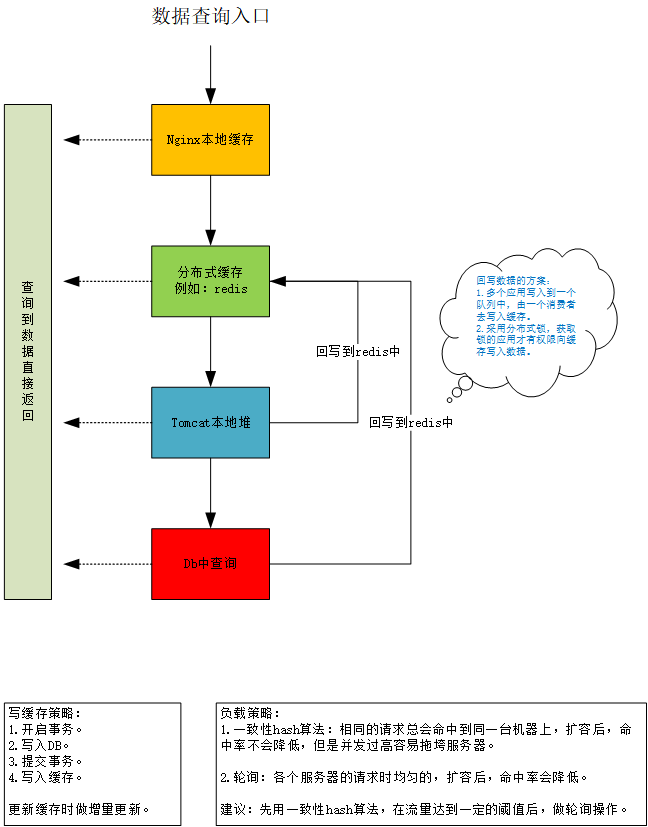 数据查询入口
Nginx本地缓存
查
询
到
数
据
直
接
返
回
分布式缓存
例如：redis
回写数据的方案：
1.多个应用写入到一个
队列中，由一个消费者
去写入缓存。
2.采用分布式锁，获取
锁的应用才有权限向缓
存写入数据。
回写到redis中
Tomcat本地堆
回写到redis中
Db中查询
写缓存策略：
1.开启事务。
2.写入DB。
3.提交事务。
4.写入缓存。
更新缓存时做增量更新。
负载策略：
1.一致性hash算法：相同的请求总会命中到同一台机器上，扩容后，命
中率不会降低，但是并发过高容易拖垮服务器。
2.轮询：各个服务器的请求时均匀的，扩容后，命中率会降低。
建议：先用一致性hash算法，在流量达到一定的阈值后，做轮询操作。